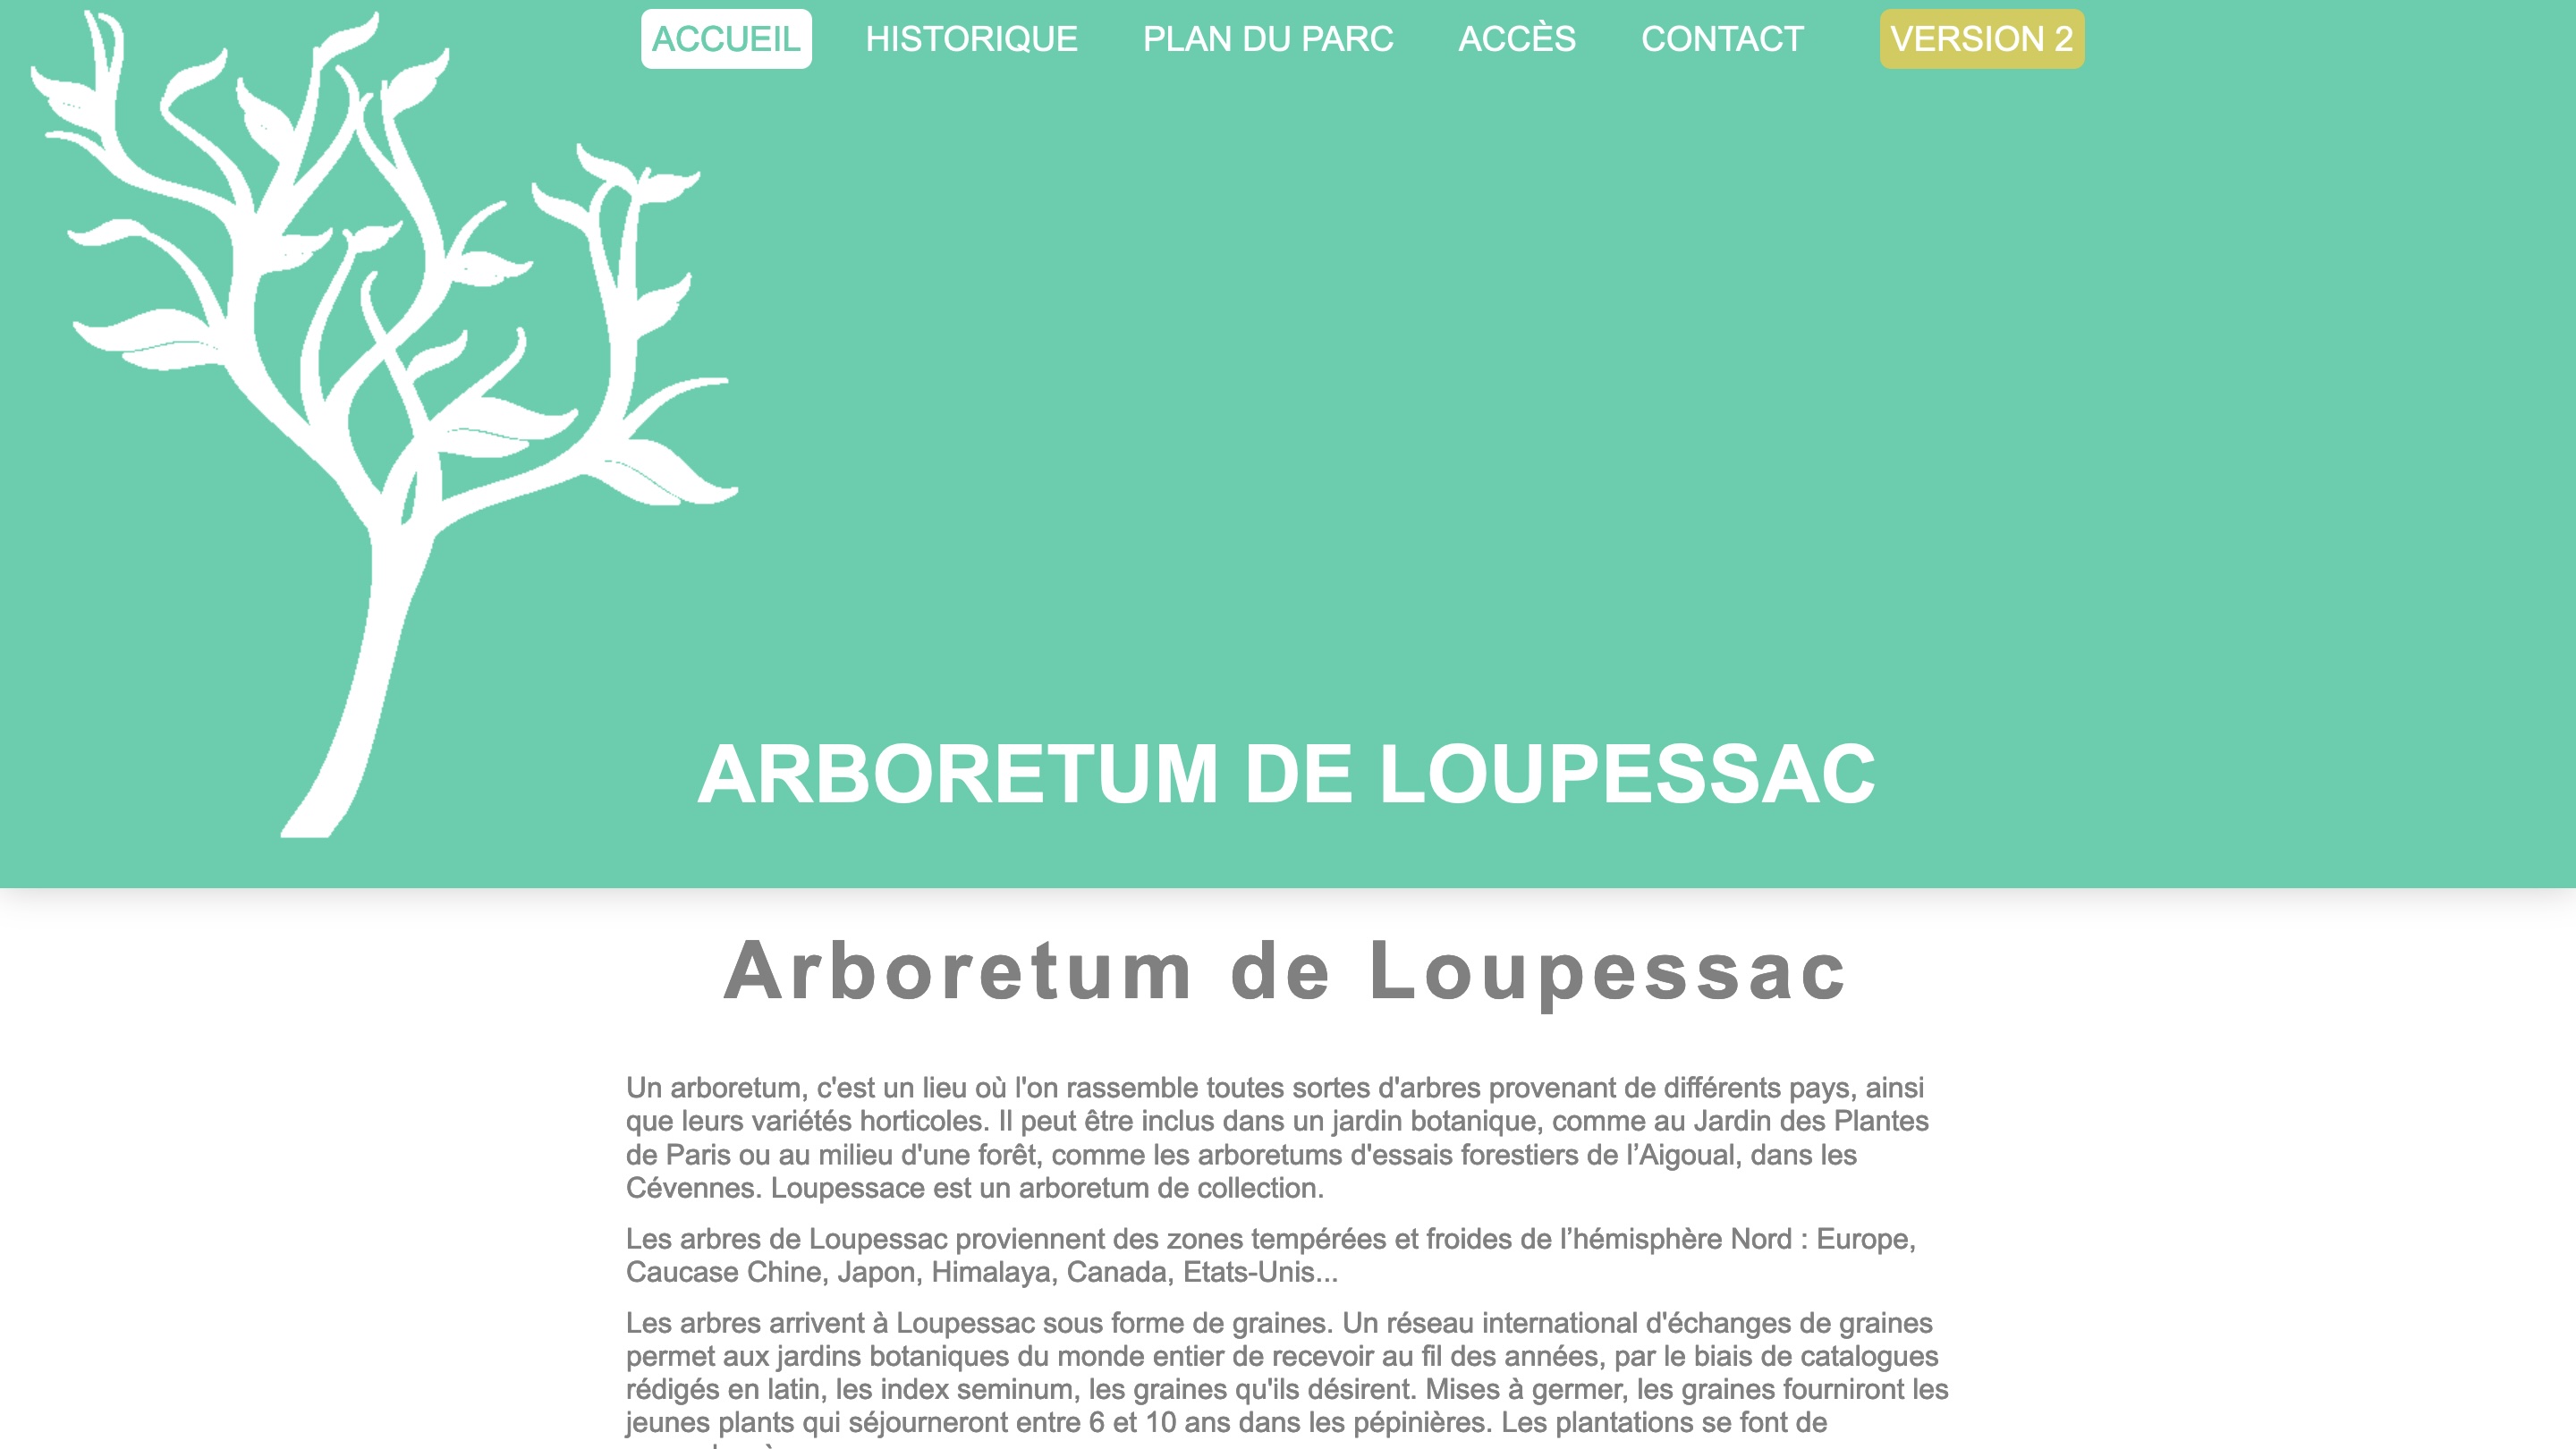 ACCUEIL HISTORIQUE PLAN DU PARC ACCÈS CONTACT VERSION 2
ARBORETUM DE LOUPESSAC
Arboretum de Loupessac
Un arboretum, c'est un lieu où l'on rassemble toutes sortes d'arbres provenant de différents pays, ainsi
que leurs variétés horticoles. Il peut être inclus dans un jardin botanique, comme au Jardin des Plantes
de Paris ou au milieu d'une forêt, comme les arboretums d'essais forestiers de l’Aigoual, dans les
Cévennes. Loupessace est un arboretum de collection.
Les arbres de Loupessac proviennent des zones tempérées et froides de l’hémisphère Nord : Europe,
Caucase Chine, Japon, Himalaya, Canada, Etats-Unis...
Les arbres arrivent à Loupessac sous forme de graines. Un réseau international d'échanges de graines
permet aux jardins botaniques du monde entier de recevoir au fil des années, par le biais de catalogues
rédigés en latin, les index seminum, les graines qu'ils désirent. Mises à germer, les graines fourniront les
jeunes plants qui séjourneront entre 6 et 10 ans dans les pépinières. Les plantations se font de